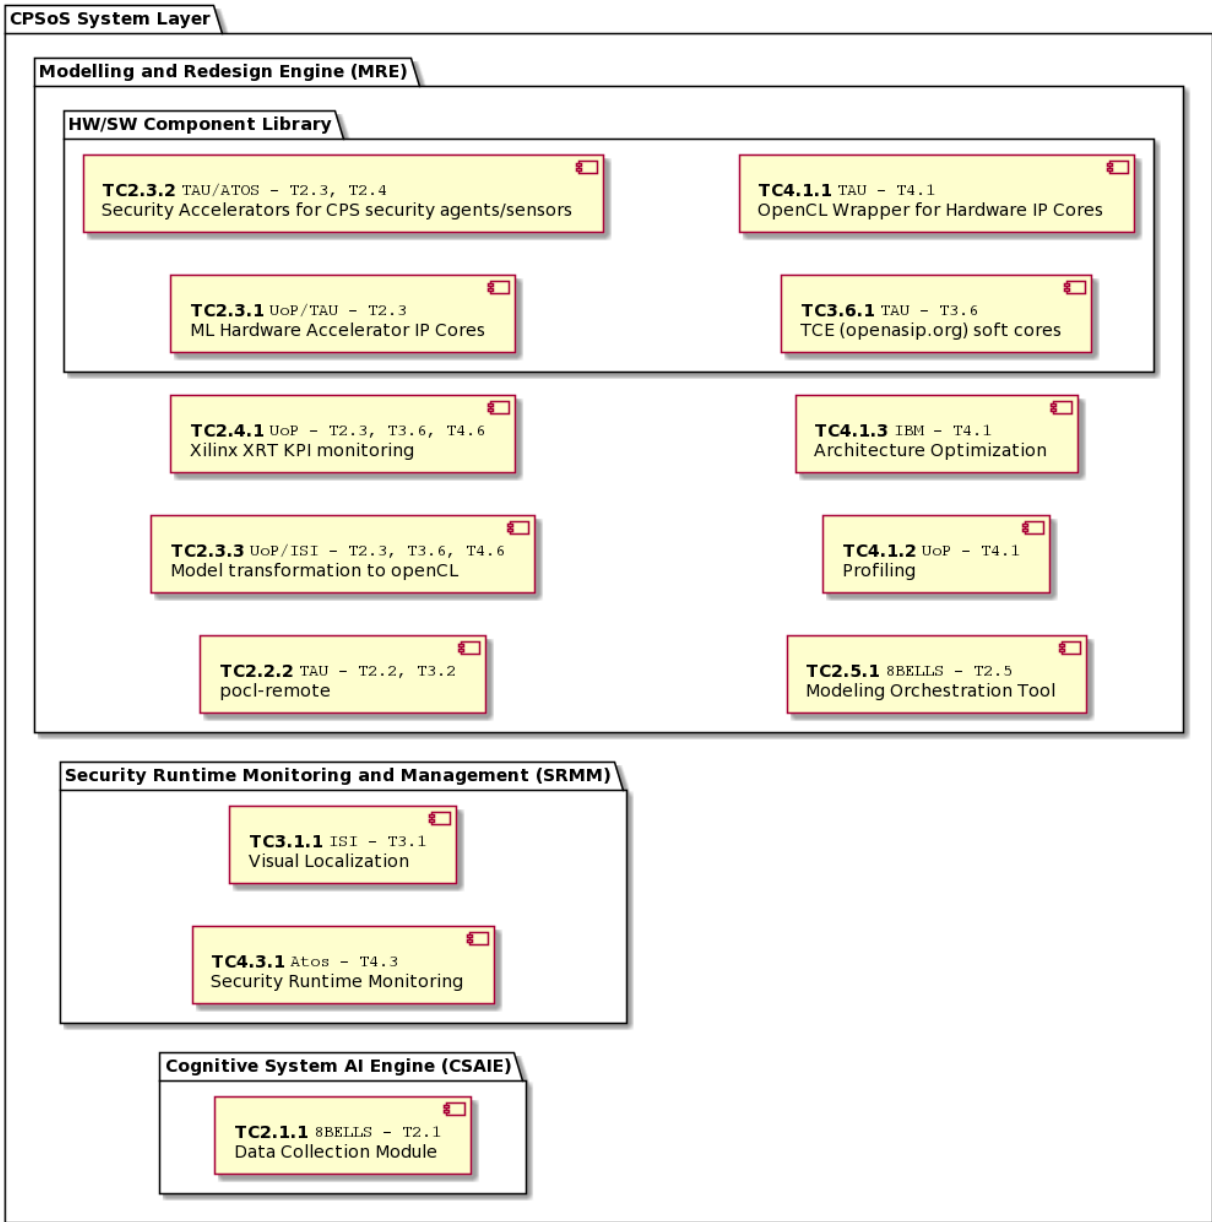 CPSoS System Layer
Modelling and Redesign Engine (MRE)
HW/SW Component Library
TC2.3.2 TAU/ATOS - T2.3, T2.4
Security Accelerators for CPS security agents/sensors
TC4.1.1 TAU - T4.1
OpenCL Wrapper for Hardware IP Cores
TC2.3.1 UoP/TAU - T2.3
ML Hardware Accelerator IP Cores
TC3.6.1 TAU - T3.6
TCE (openasip.org) soft cores
TC2.4.1 UoP - T2.3, T3.6, T4.6
Xilinx XRT KPI monitoring
TC4.1.3 IBM - T4.1
Architecture Optimization
TC2.3.3 UoP/ISI - T2.3, T3.6, T4.6
Model transformation to openCL
TC4.1.2 UoP - T4.1
Profiling
TC2.2.2 TAU - T2.2, T3.2
pocl-remote
TC2.5.1 8BELLS - T2.5
Modeling Orchestration Tool
Security Runtime Monitoring and Management (SRMM)
TC3.1.1 ISI - T3.1
Visual Localization
TC4.3.1 Atos - T4.3
Security Runtime Monitoring
Cognitive System AI Engine (CSAIE)
TC2.1.1 8BELLS - T2.1
Data Collection Module